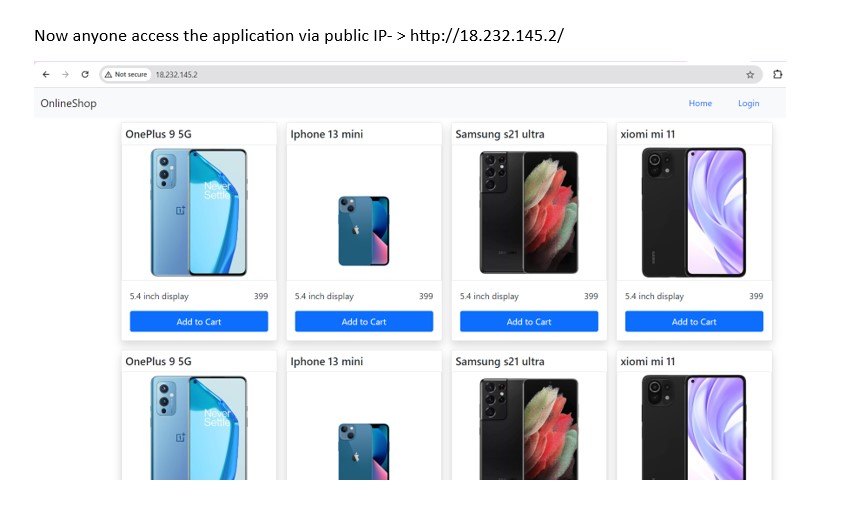 Now anyone access the application via public IP- > http://18.232.145.2/
Not secure 18.232.145.2
OnlineShop Home Login
OnePlus 9 5G Iphone 13 mini Samsung s21 ultra xiomi mi 11
Never
Settle
5.4 inch display 399 5.4 inch display 399 5.4 inch display 399 5.4 inch display 399
Add to Cart Add to Cart Add to Cart Add to Cart
OnePlus 9 5G Iphone 13 mini Samsung s21 ultra xiomi mi 11
Never
Settle